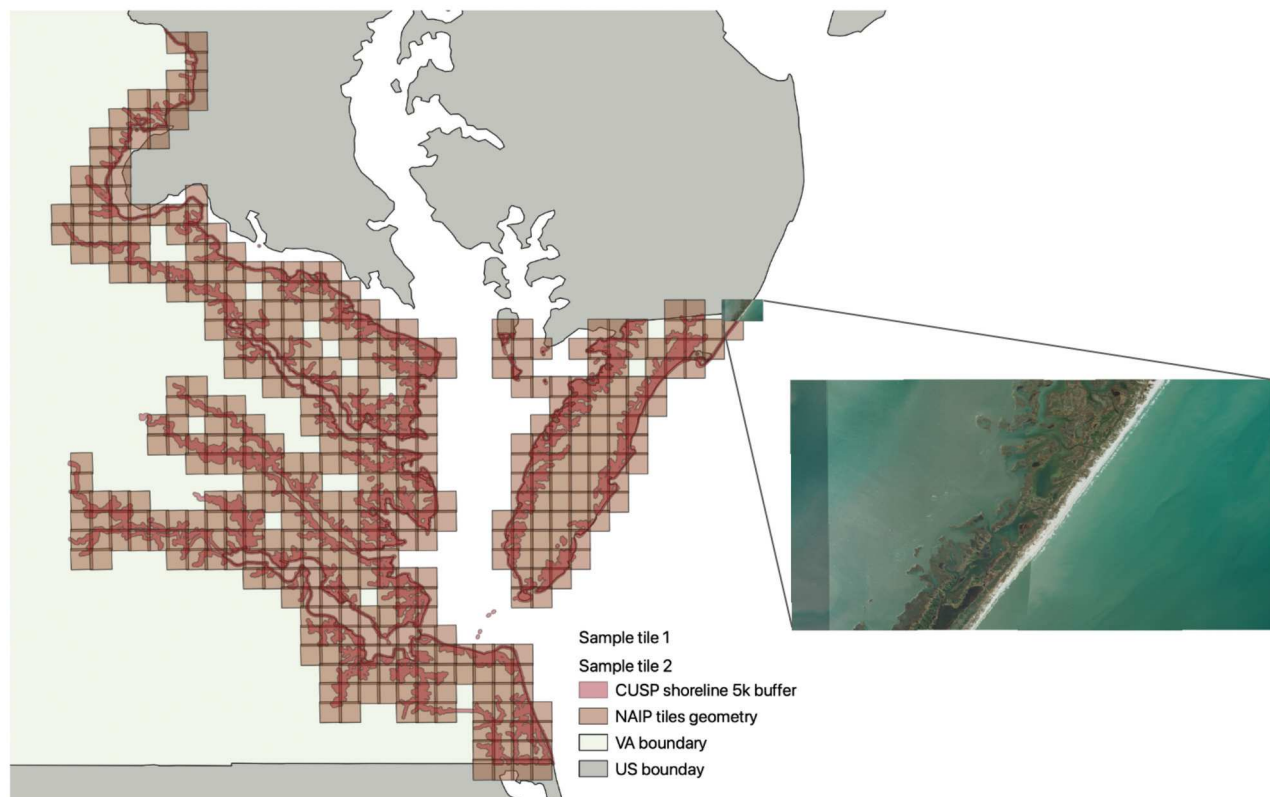 Sample tile 1
Sample tile 2
CUSP shoreline 5k buffer
NAIP tiles geometry
VA boundary
US bounday